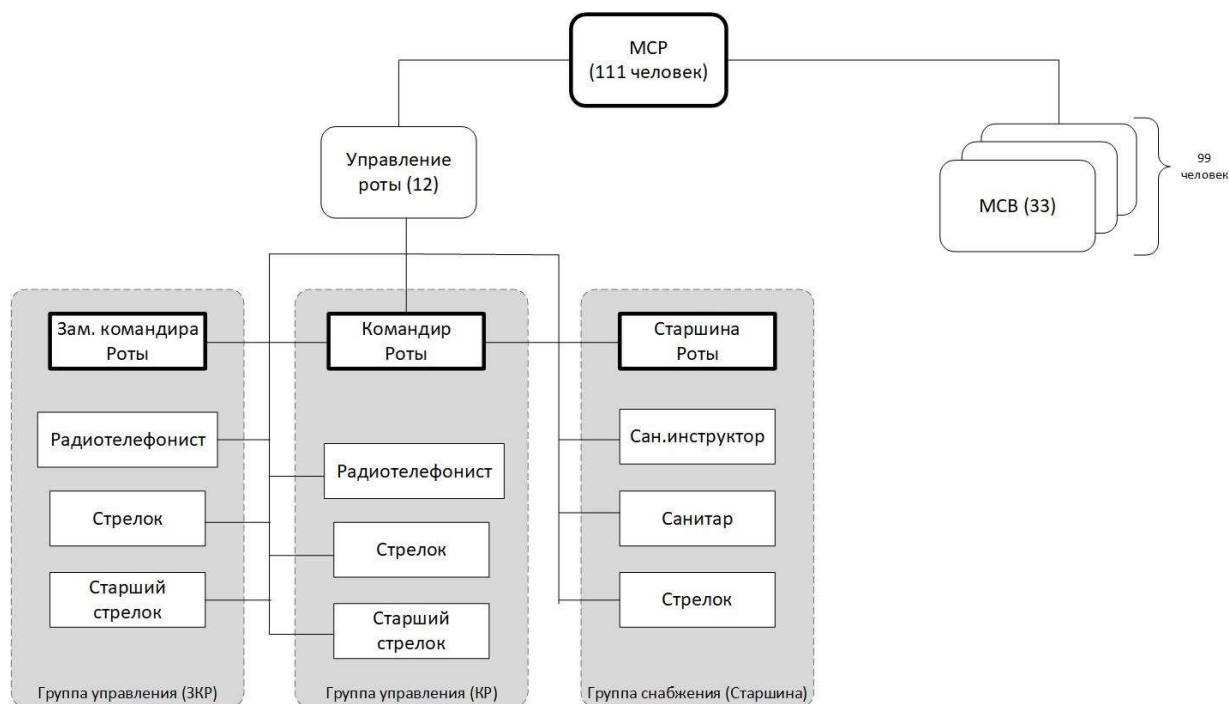 МСР
(111 человек)
Управление
роты (12)
МСВ (33)
99
человек
Зам. командира
Роты
Радиотелефонист
Стрелок
Старший
стрелок
Группа управления (ЗКР)
Командир
Роты
Радиотелефонист
Стрелок
Старший
стрелок
Группа управления (КР)
Старшина
Роты
Сан.инструктор
Санитар
Стрелок
Группа снабжения (Старшина)